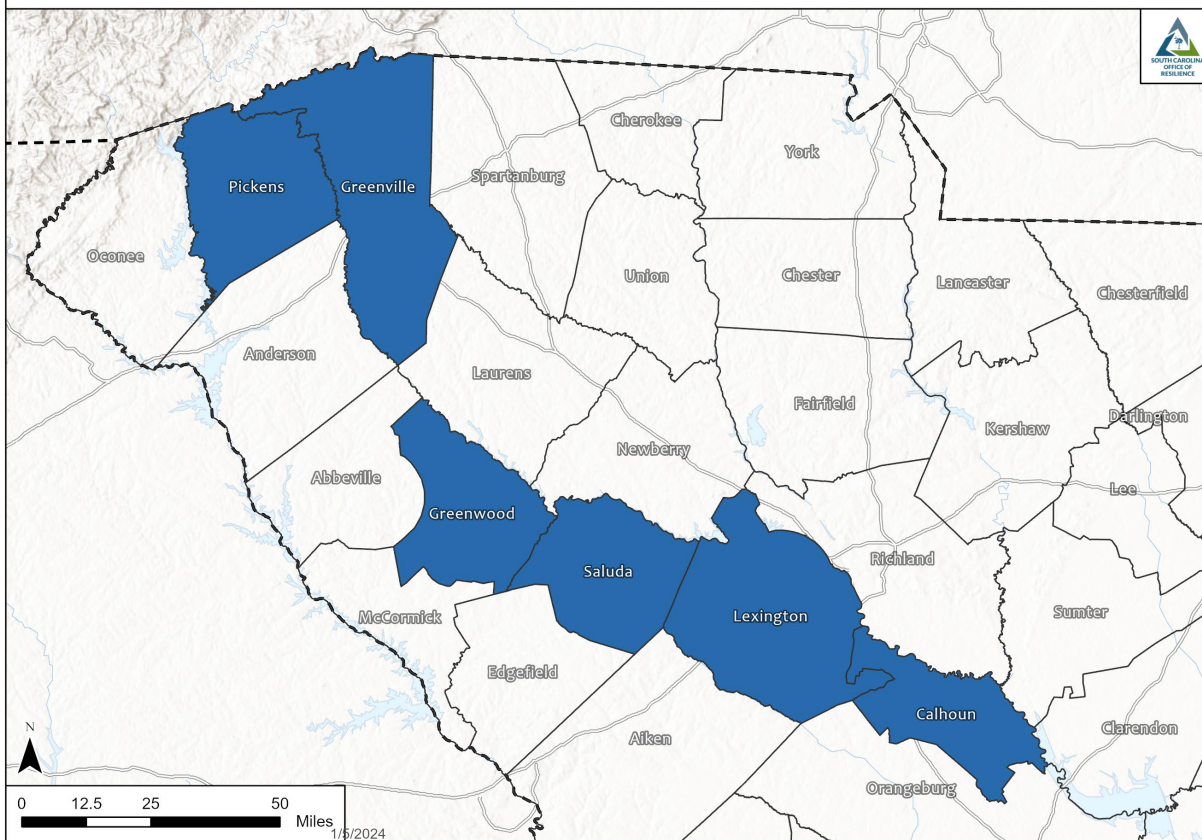 SOUTH CAROLINA
OFFICE OF
RESILIENCE
Cherokee
York
Spartanburg
Pickens
Greenville
Oconee
Union
Chester
Lancaster
Chesterfield
Anderson
Laurens
Fairfield
Darlington
Kershaw
Newberry
Abbeville
Lee
Greenwood
Richland
Saluda
Sumter
McCormick
Lexington
Edgefield
Calhoun
Clarendon
Aiken
Orangeburg
N
0 12.5 25 50
Miles
1/5/2024